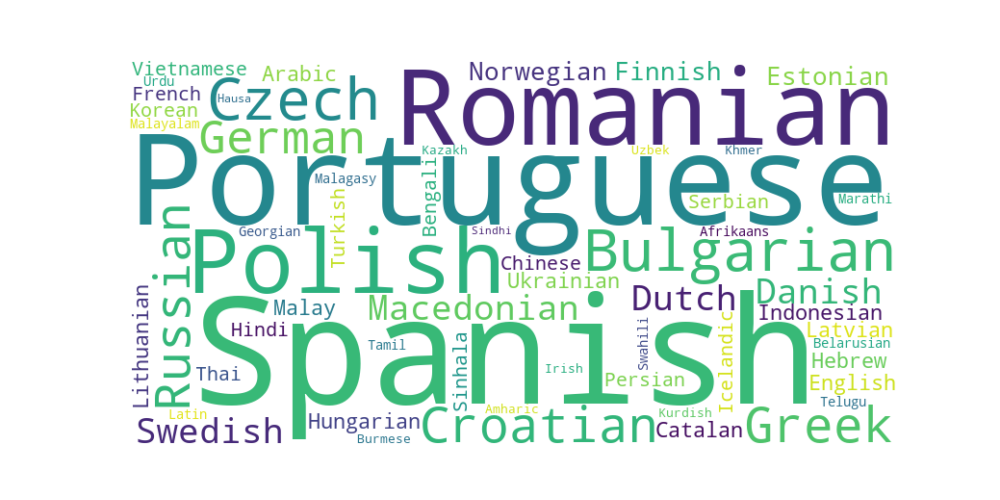 Vietnamese
Arabic
Norwegian
Finnish
Estonian
Urdu
French
Hausa
Czech
Romanian
Korean
Malayalam
German
Portuguese
Kazakh
Uzbek
Khmer
Malagasy
Bengali
Turkish
Serbian
Marathi
Russian
Georgian
Polish
Sindhi
Afrikaans
Bulgarian
Chinese
Ukrainian
Lithuanian
Malay
Macedonian
Dutch
Danish
Indonesian
Hindi
Spanish
Swahili
Icelandic
Latvian
Tamil
Sinhala
Belarusian
Thai
Irish
Persian
Hebrew
English
Telugu
Latin
Swedish
Hungarian
Burmese
Amharic
Croatian
Kurdish
Catalan
Greek